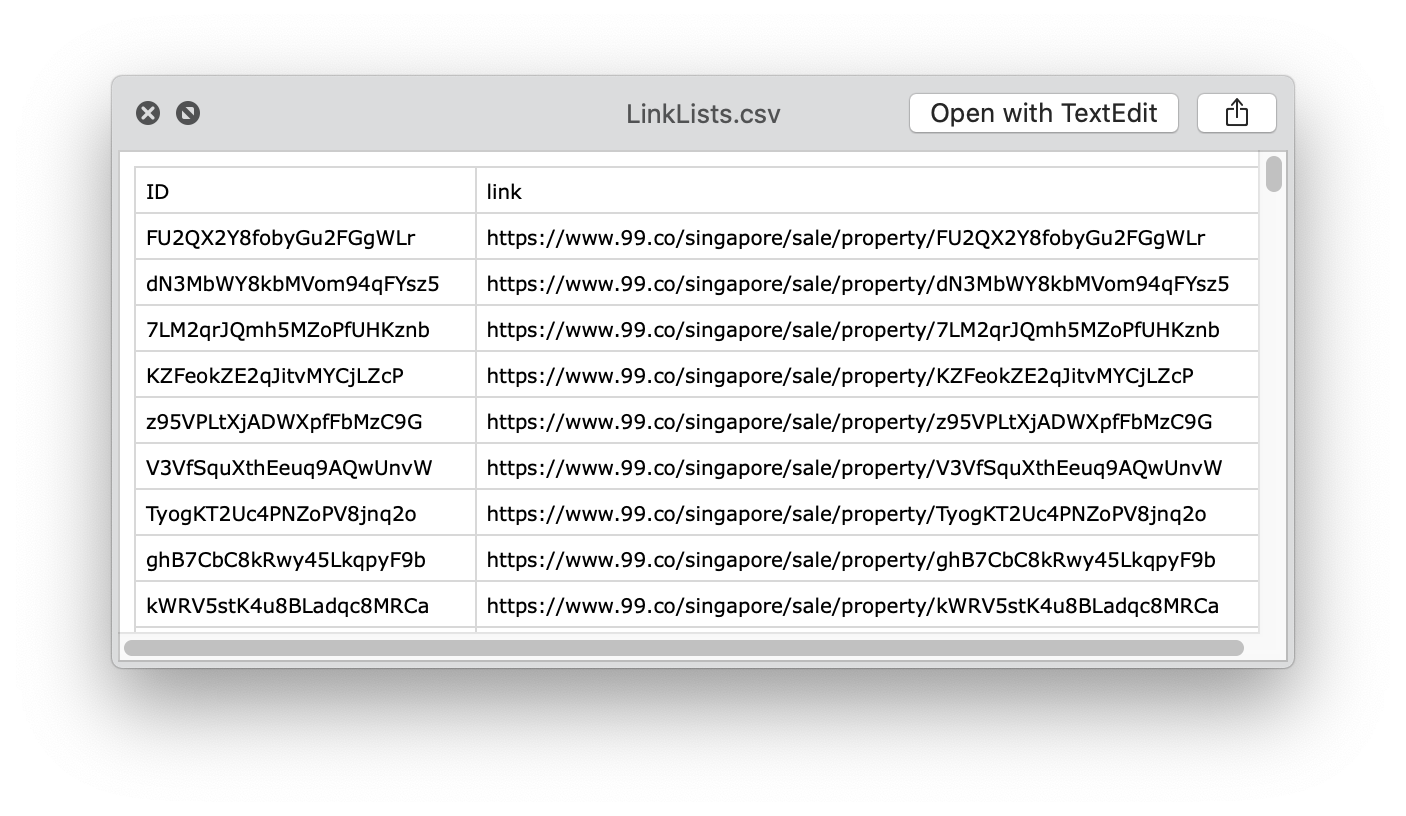 LinkLists.csv
Open with TextEdit
ID link
FU2QX2Y8fobyGu2FGgWLr https://www.99.co/singapore/sale/property/FU2QX2Y8fobyGu2FGgWLr
dN3MbWY8kbMVom94qFYsz5 https://www.99.co/singapore/sale/property/dN3MbWY8kbMVom94qFYsz5
7LM2qrJQmh5MZoPfUHKznb https://www.99.co/singapore/sale/property/7LM2qrJQmh5MZoPfUHKznb
KZFeokZE2qJitvMYCjLZcP https://www.99.co/singapore/sale/property/KZFeokZE2qJitvMYCjLZcP
z95VPLtXjADWXpfFbMzC9G https://www.99.co/singapore/sale/property/z95VPLtXjADWXpfFbMzC9G
V3VfSquXthEeuq9AQwUnvW https://www.99.co/singapore/sale/property/V3VfSquXthEeuq9AQwUnvW
TyogKT2Uc4PNZoPV8jnq2o https://www.99.co/singapore/sale/property/TyogKT2Uc4PNZoPV8jnq2o
ghB7CbC8kRwy45LkqpyF9b https://www.99.co/singapore/sale/property/ghB7CbC8kRwy45LkqpyF9b
kWRV5stK4u8BLadqc8MRCa https://www.99.co/singapore/sale/property/kWRV5stK4u8BLadqc8MRCa